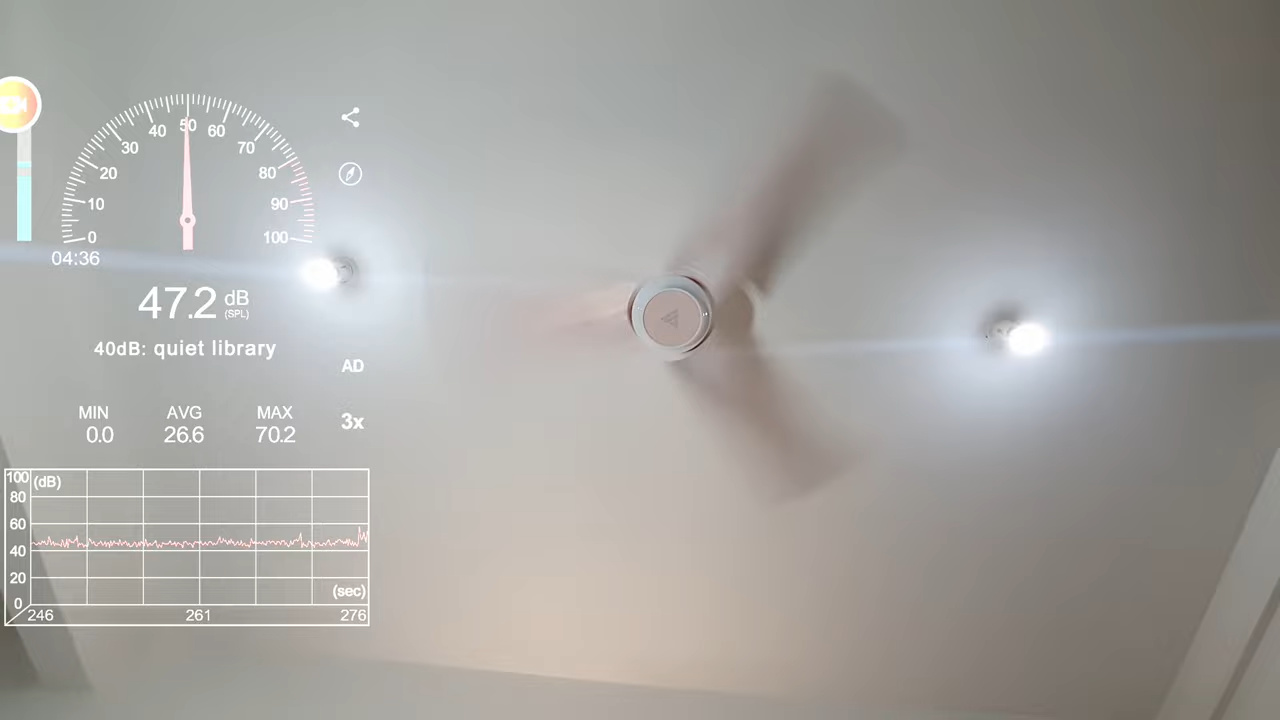 0 10 20 30 40 50 60 70 80 90 100
04:36
47.2 dB
(SPL)
40dB: quiet library
AD
MIN AVG MAX
0.0 26.6 70.2
3x
100 (dB)
80
60
40
20
0
(sec)
246 261 276